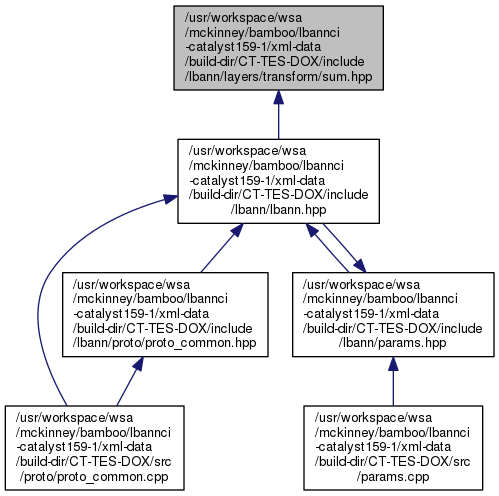 /usr/workspace/wsa
/mckinney/bamboo/lbannci
-catalyst159-1/xml-data
/build-dir/CT-TES-DOX/include
/lbann/layers/transform/sum.hpp
/usr/workspace/wsa
/mckinney/bamboo/lbannci
-catalyst159-1/xml-data
/build-dir/CT-TES-DOX/include
/lbann/lbann.hpp
/usr/workspace/wsa
/mckinney/bamboo/lbannci
-catalyst159-1/xml-data
/build-dir/CT-TES-DOX/include
/lbann/proto/proto_common.hpp
/usr/workspace/wsa
/mckinney/bamboo/lbannci
-catalyst159-1/xml-data
/build-dir/CT-TES-DOX/include
/lbann/params.hpp
/usr/workspace/wsa
/mckinney/bamboo/lbannci
-catalyst159-1/xml-data
/build-dir/CT-TES-DOX/src
/proto/proto_common.cpp
/usr/workspace/wsa
/mckinney/bamboo/lbannci
-catalyst159-1/xml-data
/build-dir/CT-TES-DOX/src
/params.cpp